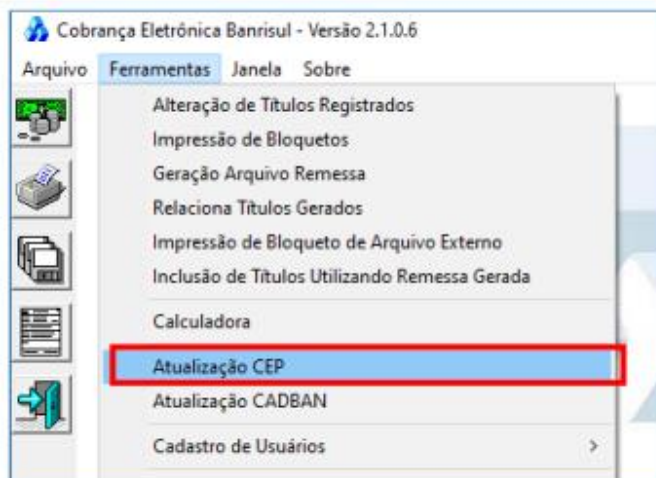 Cobrança Eletrônica Banrisul - Versão 2.1.0.6
Arquivo Ferramentas Janela Sobre
Alteração de Títulos Registrados
Impressão de Bloquetos
Geração Arquivo Remessa
Relaciona Títulos Gerados
Impressão de Bloqueto de Arquivo Externo
Inclusão de Títulos Utilizando Remessa Gerada
Calculadora
Atualização CEP
Atualização CADBAN
Cadastro de Usuários